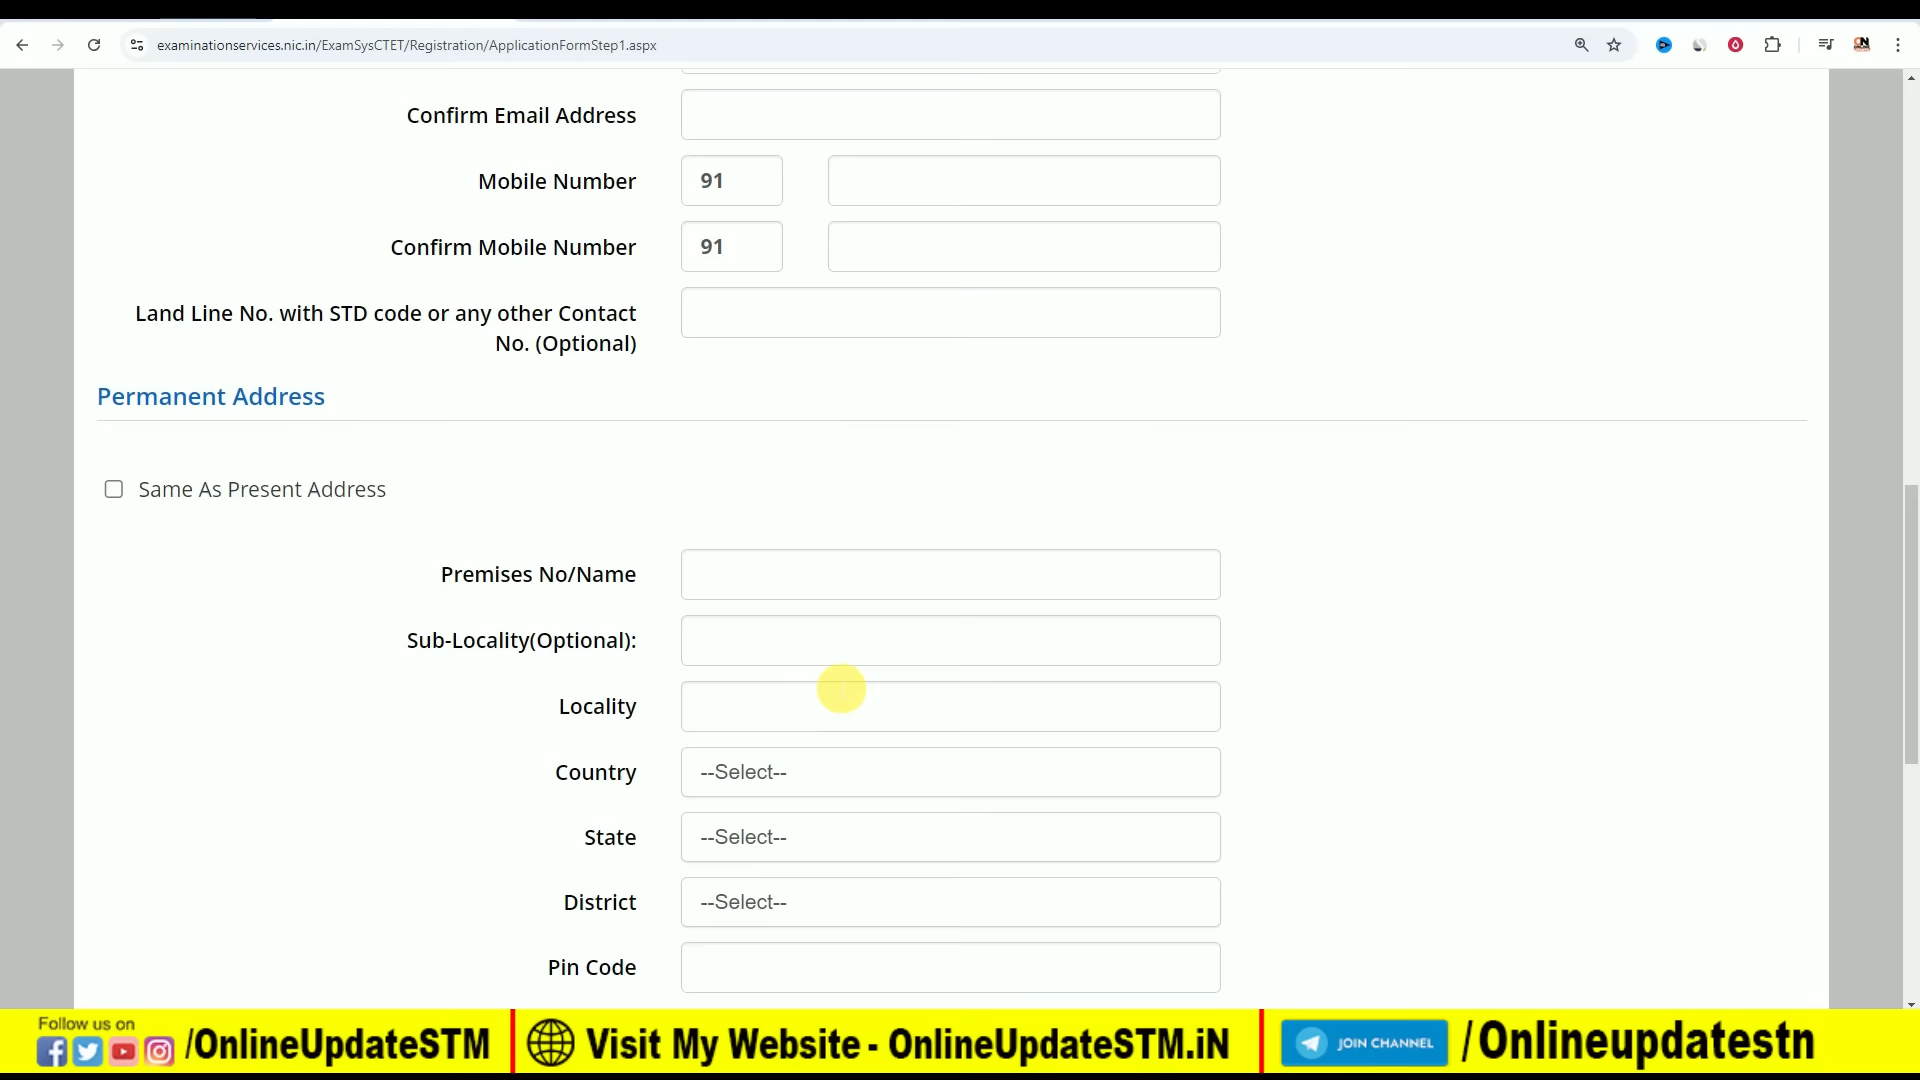 examinationservices.nic.in/ExamSysCTET/Registration/ApplicationFormStep1.aspx
Confirm Email Address
Mobile Number 91
Confirm Mobile Number 91
Land Line No. with STD code or any other Contact
No. (Optional)
Permanent Address
Same As Present Address
Premises No/Name
Sub-Locality(Optional):
Locality
Country --Select--
State --Select--
District --Select--
Pin Code
Follow us on
/OnlineUpdateSTM
Visit My Website - OnlineUpdateSTM.iN
JOIN CHANNEL /Onlineupdatestn